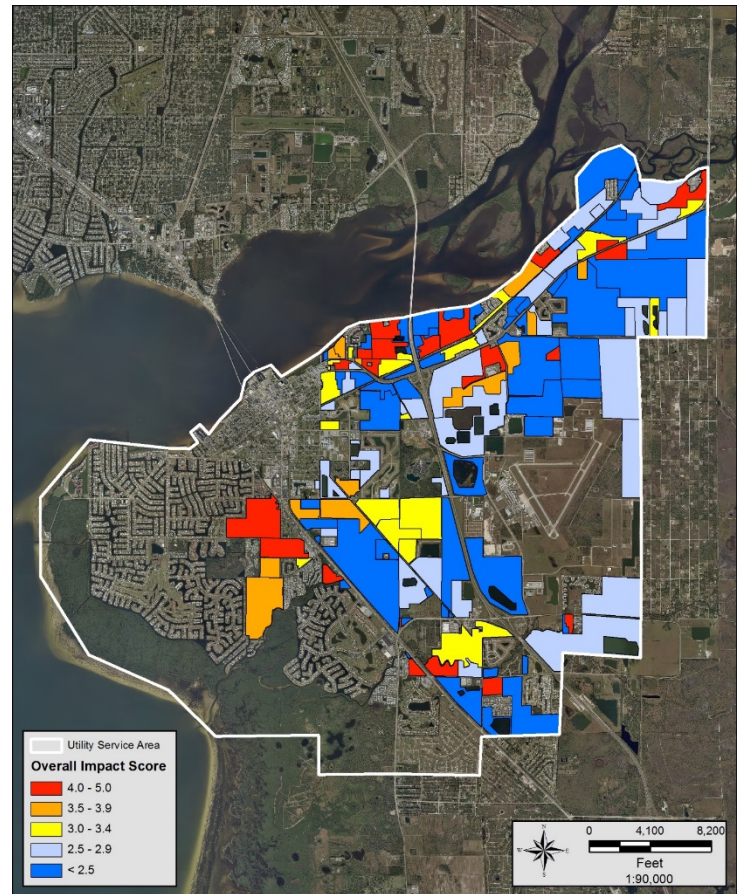 Utility Service Area
Overall Impact Score
4.0 - 5.0
3.5 - 3.9
3.0 - 3.4
2.5 - 2.9
< 2.5
N
W E
S
0 4,100 8,200
Feet
1:90,000